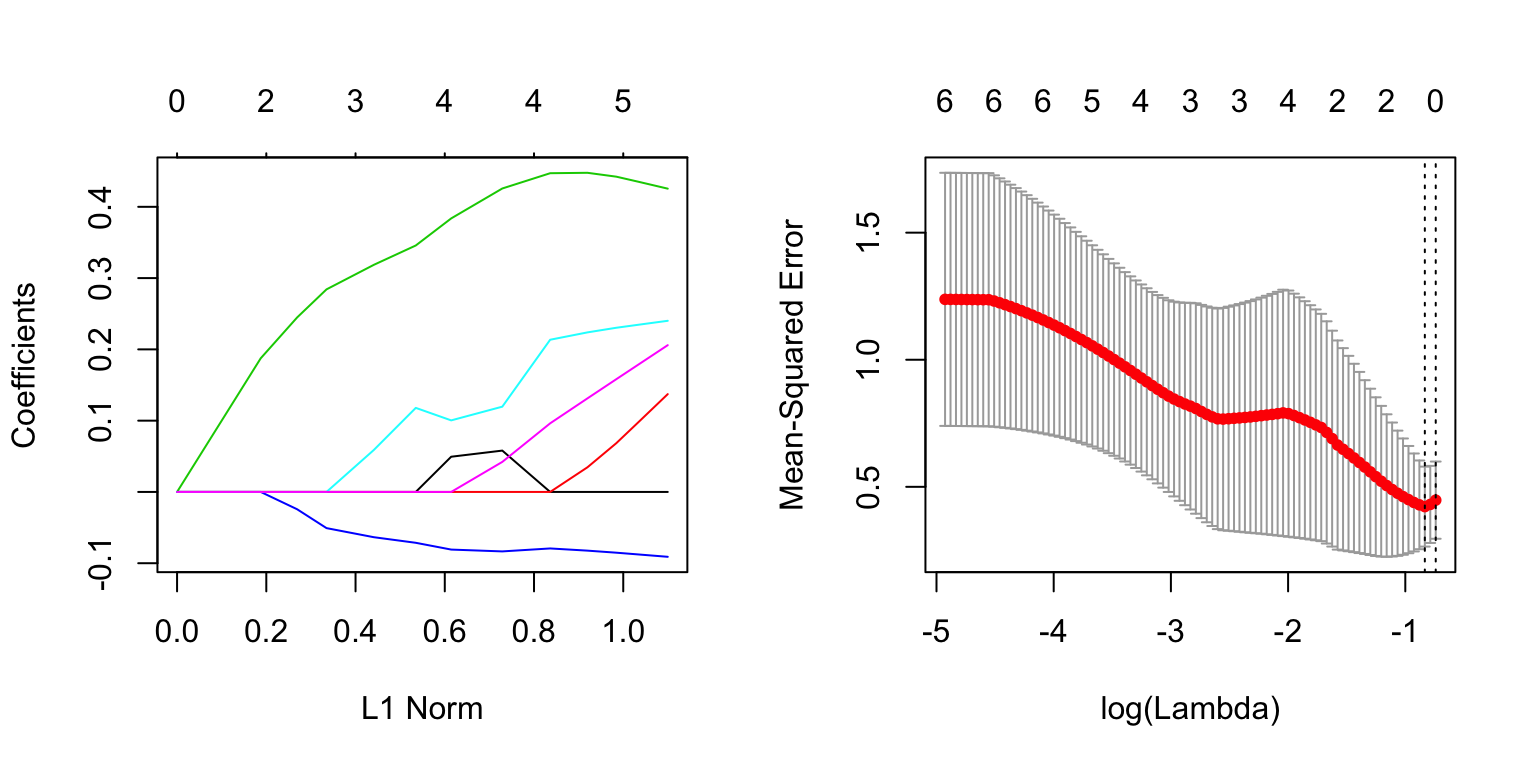 0 2 3 4 4 5
Coefficients
-0.1 0.1 0.2 0.3 0.4
0.0 0.2 0.4 0.6 0.8 1.0
L1 Norm
6 6 6 5 4 3 3 4 2 2 0
Mean-Squared Error
0.5 1.0 1.5
-5 -4 -3 -2 -1
log(Lambda)